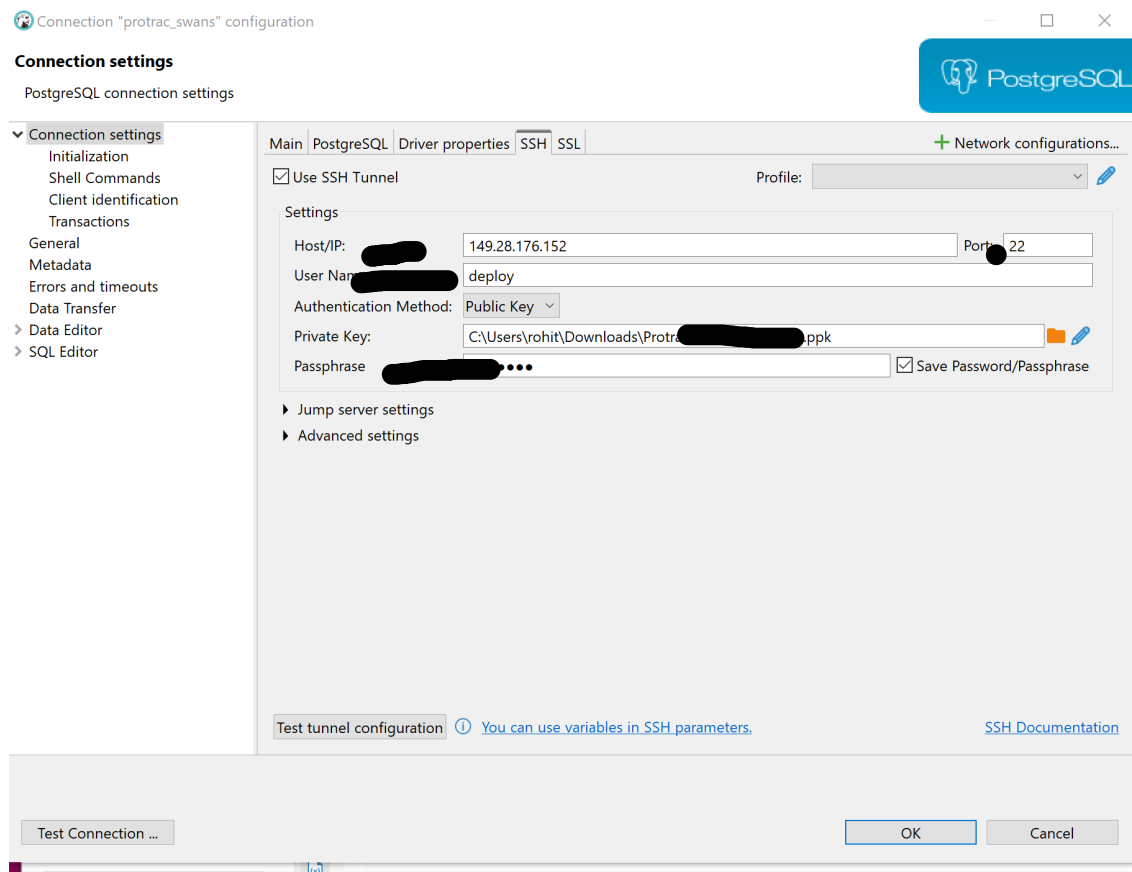 Connection "protrac_swans" configuration
Connection settings
PostgreSQL connection settings
PostgreSQL
Connection settings
Initialization
Shell Commands
Client identification
Transactions
General
Metadata
Errors and timeouts
Data Transfer
Data Editor
SQL Editor
Main PostgreSQL Driver properties SSH SSL
Network configurations...
Use SSH Tunnel Profile:
Settings
Host/IP: 149.28.176.152 Port: 22
User deploy
Authentication Method: Public Key
Private Key: C:\Users\rohit\Downloads\Protra .ppk
Passphrase •••• Save Password/Passphrase
Jump server settings
Advanced settings
Test tunnel configuration You can use variables in SSH parameters. SSH Documentation
Test Connection ... OK Cancel